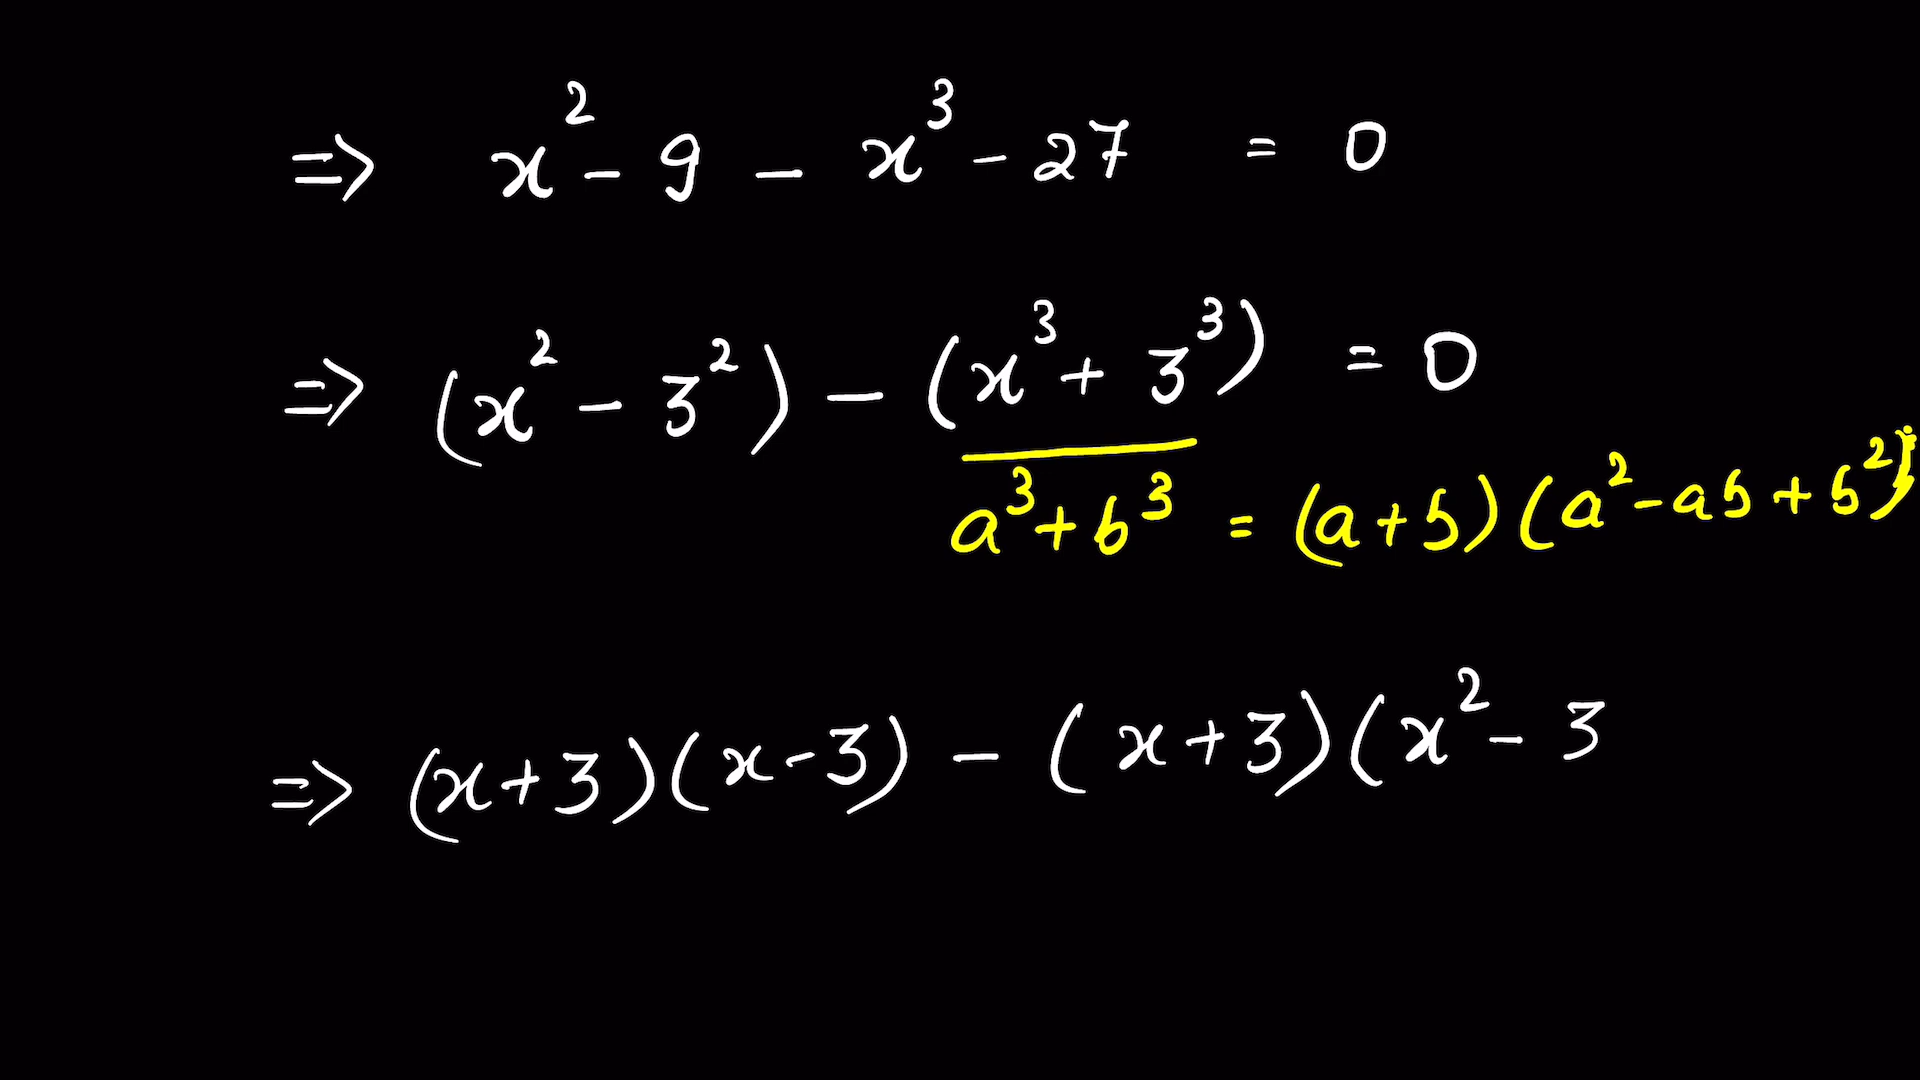 => x² - 9 - x³ - 27 = 0
=> (x² - 3²) - (x³ + 3³) = 0
a³ + b³ = (a + b)(a² - ab + b²)
=> (x+3)(x-3) - (x+3)(x² - 3